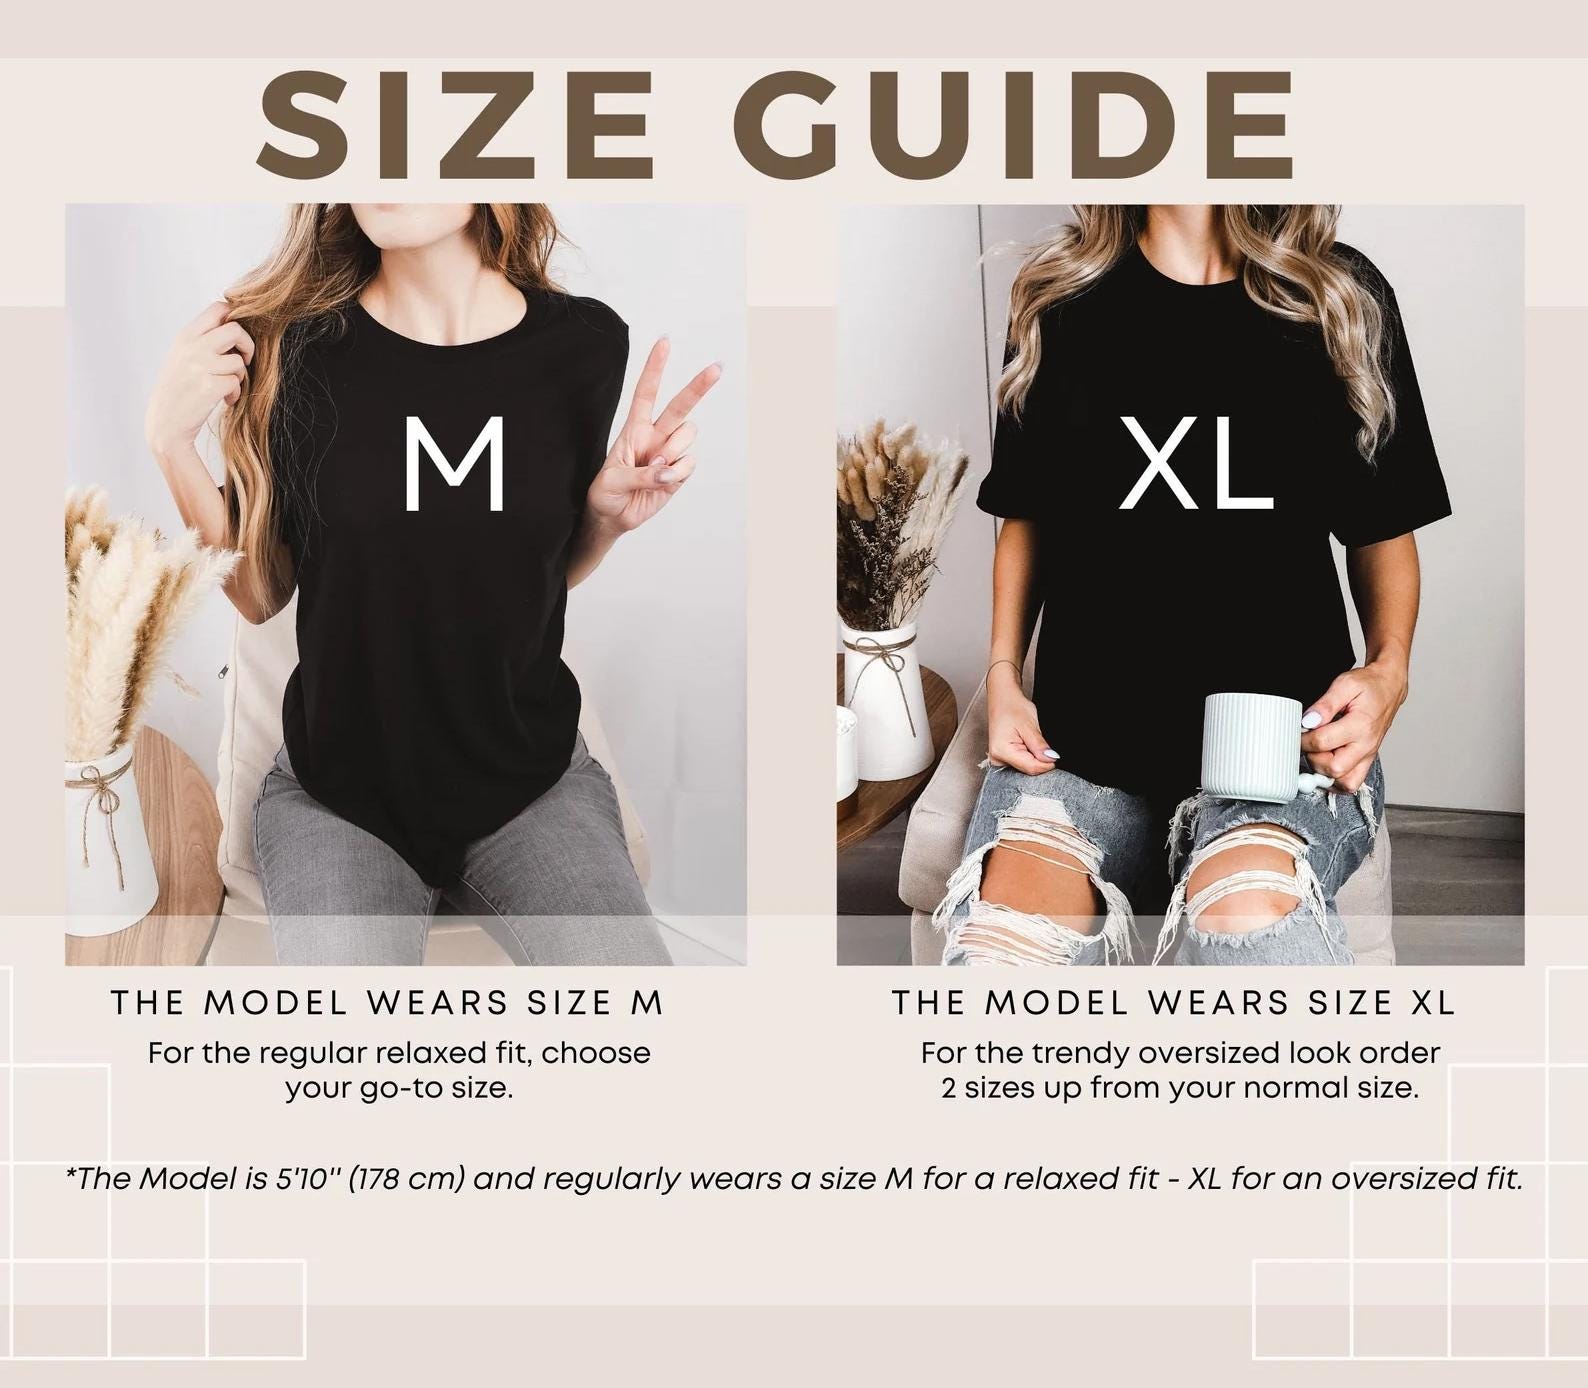 SIZE GUIDE
M
XL
THE MODEL WEARS SIZE M
For the regular relaxed fit, choose
your go-to size.
THE MODEL WEARS SIZE XL
For the trendy oversized look order
2 sizes up from your normal size.
*The Model is 5'10'' (178 cm) and regularly wears a size M for a relaxed fit - XL for an oversized fit.